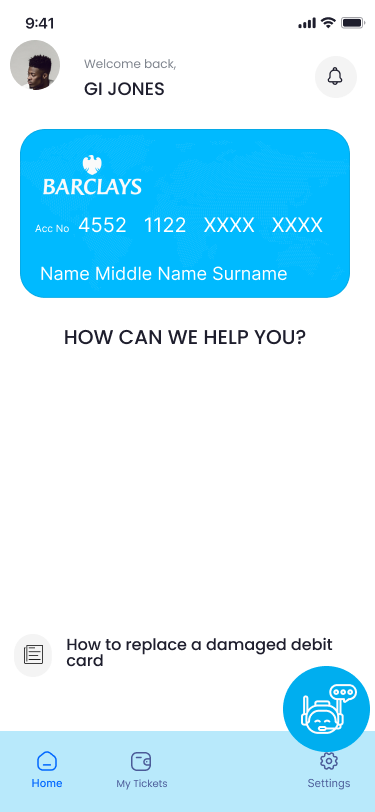 9:41
Welcome back,
GI JONES
BARCLAYS
Acc No 4552 1122 XXXX XXXX
Name Middle Name Surname
HOW CAN WE HELP YOU?
How to replace a damaged debit
card
Home
My Tickets
Settings